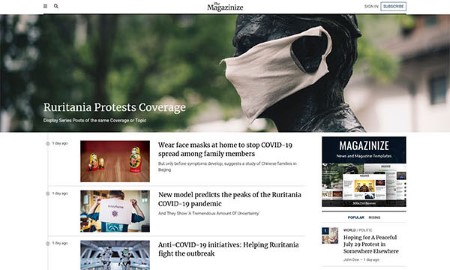 The
Magazinize
SIGN IN
SUBSCRIBE
Ruritania Protests Coverage
Display Series Posts of the same Coverage or Topic
1 day ago
Wear face masks at home to stop COVID-19
spread among family members
But only before symptoms develop, suggests a study of Chinese families in
Beijing
1 day ago
New model predicts the peaks of the Ruritania
COVID-19 pandemic
And They Show A Tremendous Amount Of Uncertainty
1 day ago
Anti-COVID-19 initiatives: Helping Ruritania
fight the outbreak
MAGAZINIZE
News and Magazine Templates
POPULAR
RISING
1
WORLD / POLITIC
Hoping For A Peaceful
July 29 Protest in
Somewhere Elsewhere
John Doe - 1 day ago